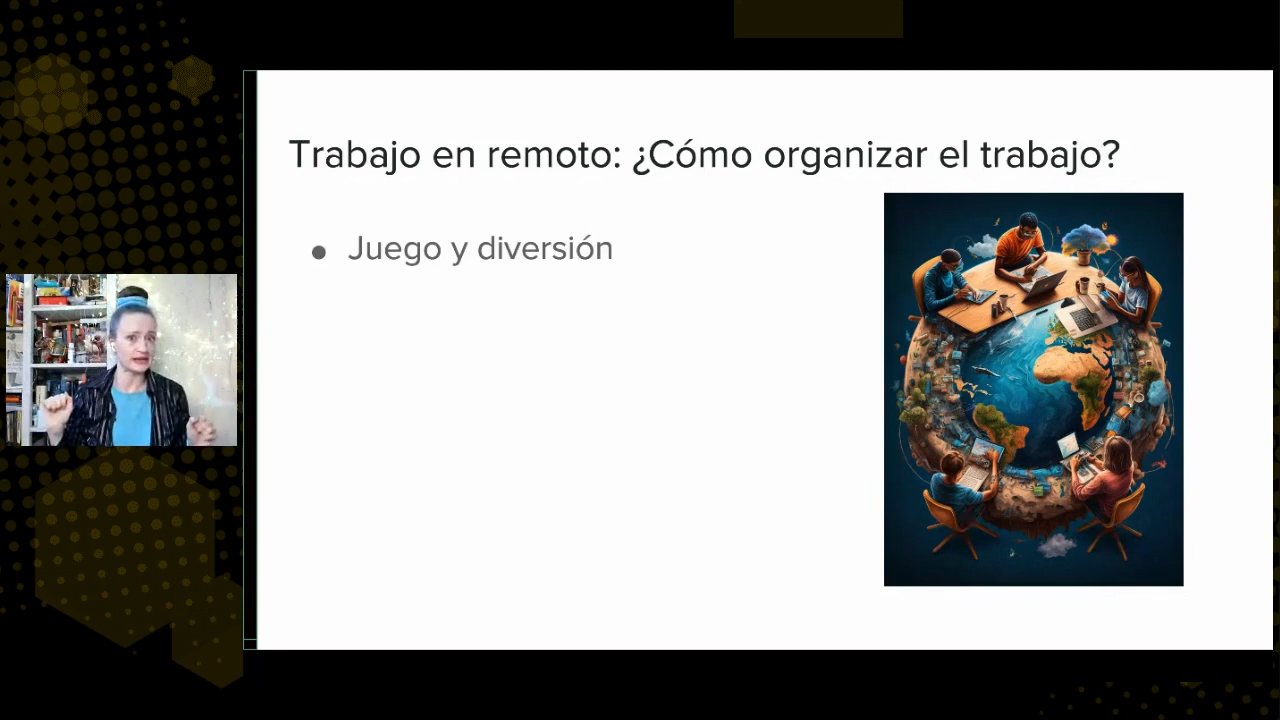 Trabajo en remoto: ¿Cómo organizar el trabajo?
● Juego y diversión